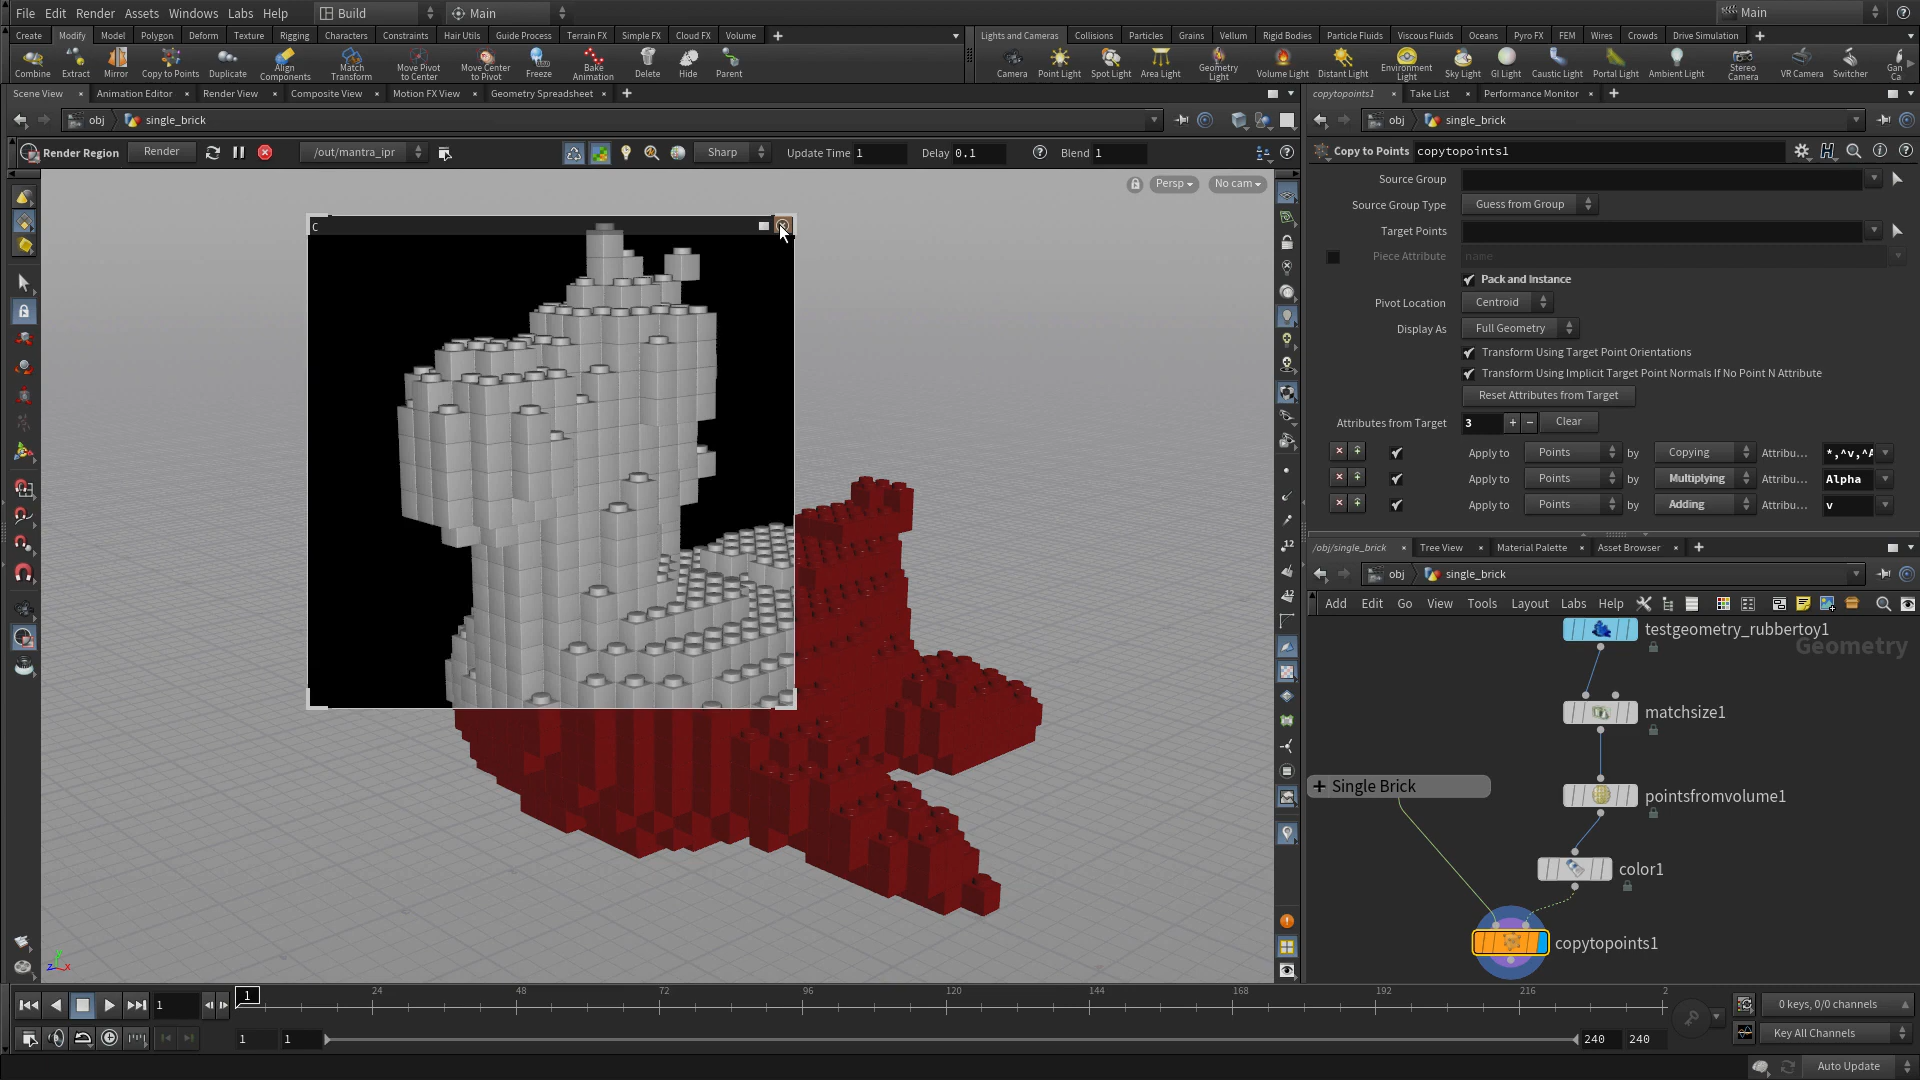 File Edit Render Assets Windows Labs Help Build Main Main
Create Modify Model Polygon Deform Texture Rigging Characters Constraints Hair Utils Guide Process Terrain FX Simple FX Cloud FX Volume
Lights and Cameras Collisions Particles Grains Vellum Rigid Bodies Particle Fluids Viscous Fluids Oceans Pyro FX FEM Wires Crowds Drive Simulation
Combine Extract Mirror Copy to Points Duplicate Align Components Match Transform Move Pivot to Center Move Center to Pivot Freeze Bake Animation Delete Hide Parent
Camera Point Light Spot Light Area Light Geometry Light Volume Light Distant Light Environment Light Sky Light GI Light Caustic Light Portal Light Ambient Light Stereo Camera VR Camera Switcher Gan Ca
Scene View Animation Editor Render View Composite View Motion FX View Geometry Spreadsheet
copytopoints1 Take List Performance Monitor
obj single_brick
obj single_brick
Render Region Render /out/mantra_ipr Sharp Update Time 1 Delay 0.1 Blend 1
Copy to Points copytopoints1
Persp No cam
C
Source Group
Source Group Type Guess from Group
Target Points
Piece Attribute name
Pack and Instance
Pivot Location Centroid
Display As Full Geometry
Transform Using Target Point Orientations
Transform Using Implicit Target Point Normals If No Point N Attribute
Reset Attributes from Target
Attributes from Target 3 Clear
Apply to Points by Copying Attribu... *,^v,^A
Apply to Points by Multiplying Attribu... Alpha
Apply to Points by Adding Attribu... v
/obj/single_brick Tree View Material Palette Asset Browser
obj single_brick
Add Edit Go View Tools Layout Labs Help
Geometry
testgeometry_rubbertoy1
matchsize1
Single Brick
pointsfromvolume1
color1
copytopoints1
12
12
y
z x
1 1 24 48 72 96 120 144 168 192 216 2
0 keys, 0/0 channels
1 1 240 240
Key All Channels
Auto Update